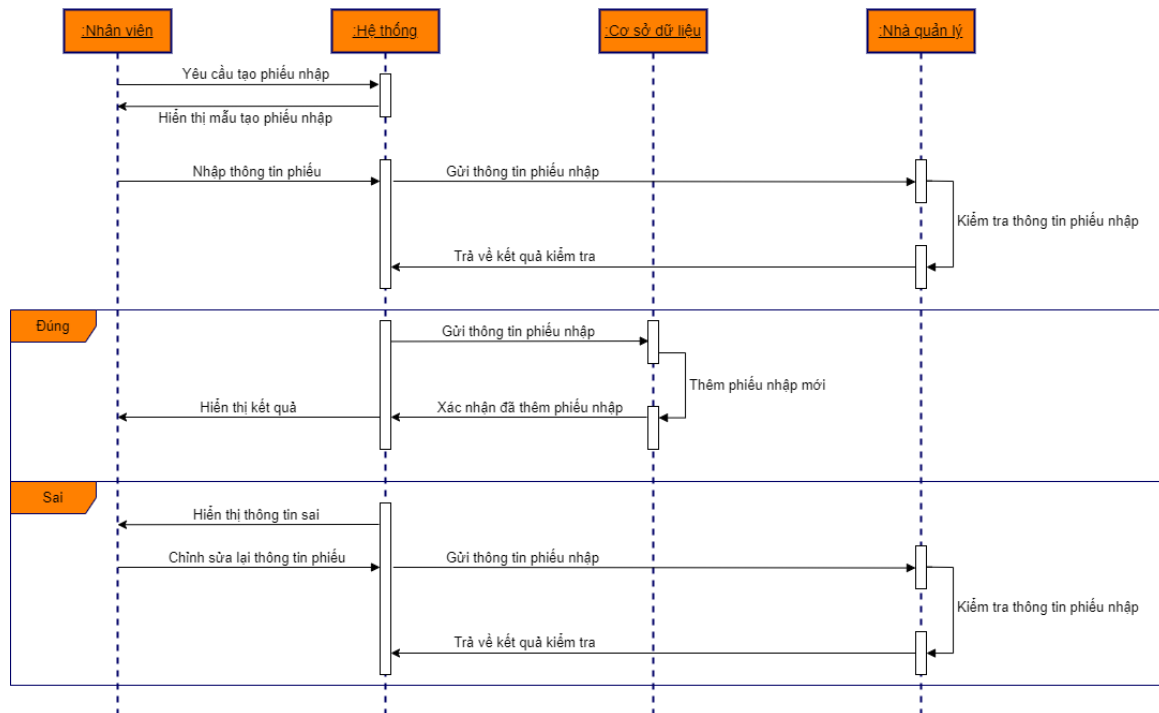 :Nhân viên
:Hệ thống
:Cơ sở dữ liệu
:Nhà quản lý
Yêu cầu tạo phiếu nhập
Hiển thị mẫu tạo phiếu nhập
Nhập thông tin phiếu
Gửi thông tin phiếu nhập
Kiểm tra thông tin phiếu nhập
Trả về kết quả kiểm tra
Đúng
Gửi thông tin phiếu nhập
Thêm phiếu nhập mới
Hiển thị kết quả
Xác nhận đã thêm phiếu nhập
Sai
Hiển thị thông tin sai
Chỉnh sửa lại thông tin phiếu
Gửi thông tin phiếu nhập
Kiểm tra thông tin phiếu nhập
Trả về kết quả kiểm tra